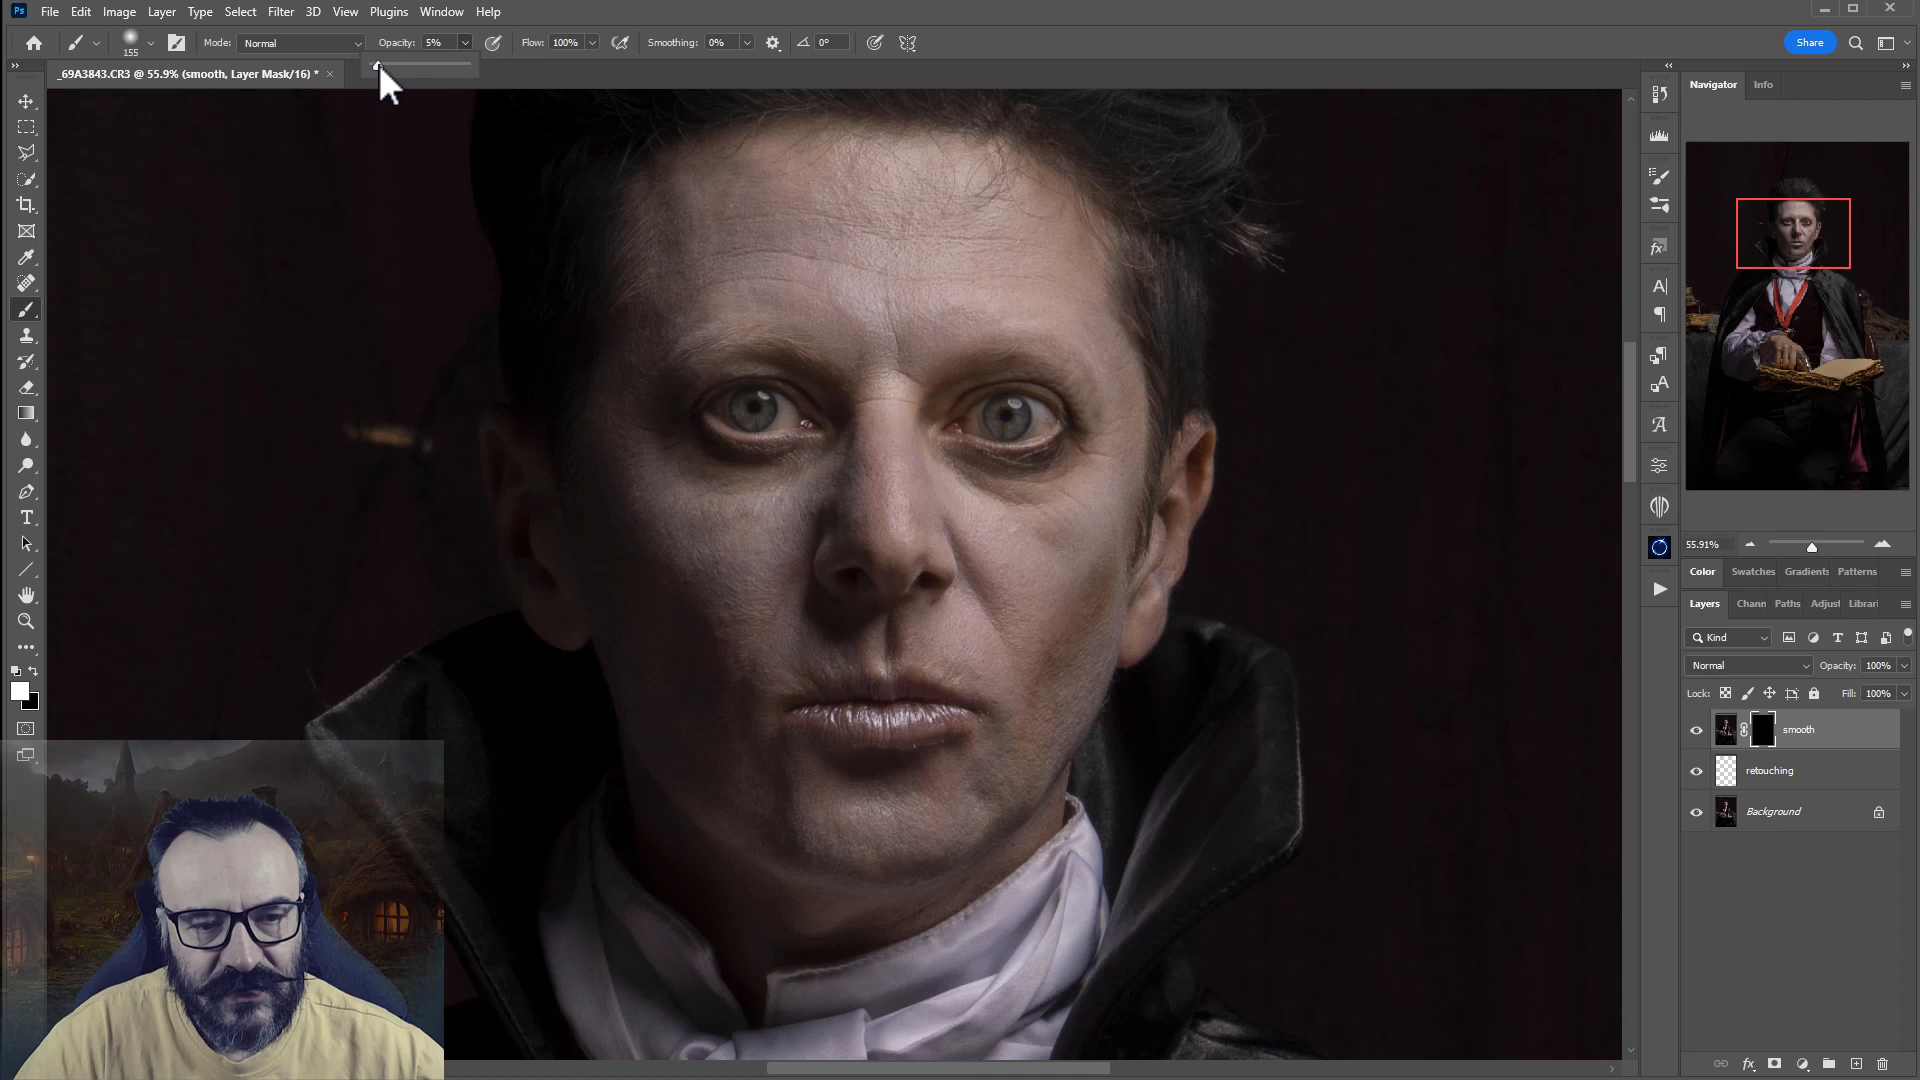 Ps File Edit Image Layer Type Select Filter 3D View Plugins Window Help
155 Mode: Normal Opacity: 5% Flow: 100% Smoothing: 0% 0° Share
_69A3843.CR3 @ 55.9% (smooth, Layer Mask/16) * ×
Navigator Info
55.91%
Color Swatches Gradients Patterns
Layers Chann Paths Adjust Librari
Kind
Normal Opacity: 100%
Lock: Fill: 100%
smooth
retouching
Background